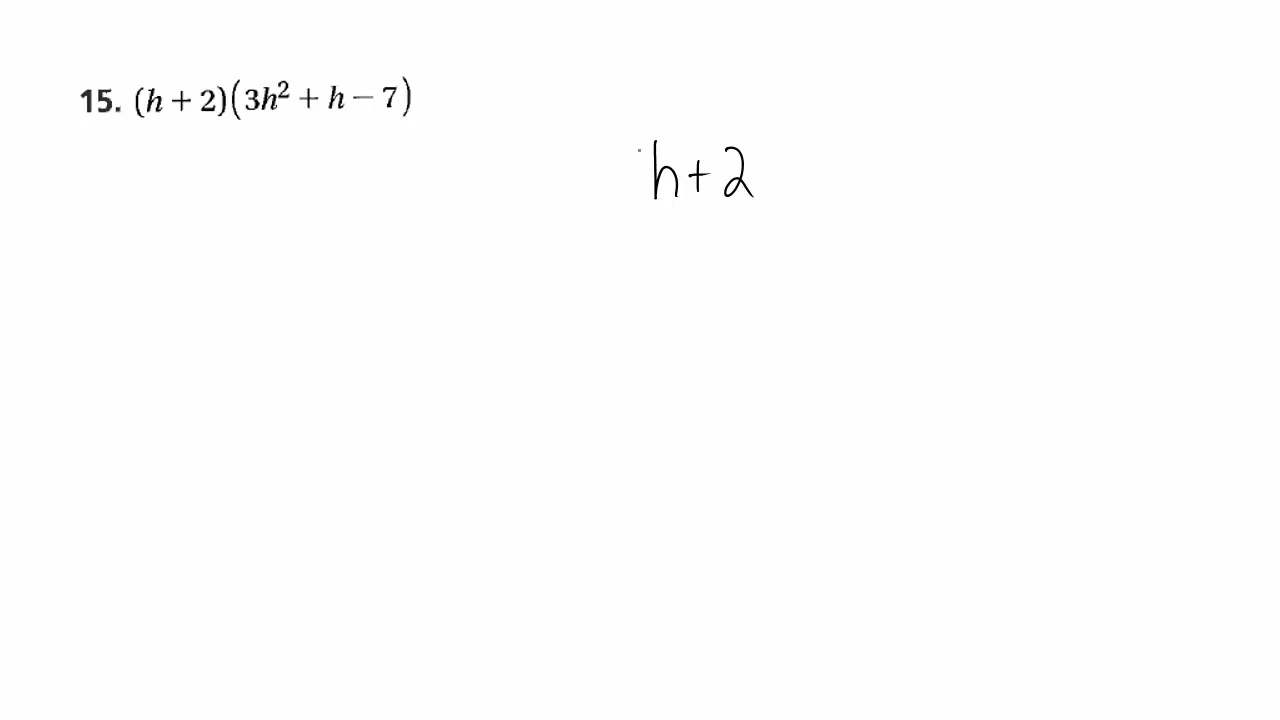 15. (h + 2)(3h² + h − 7)
h + 2